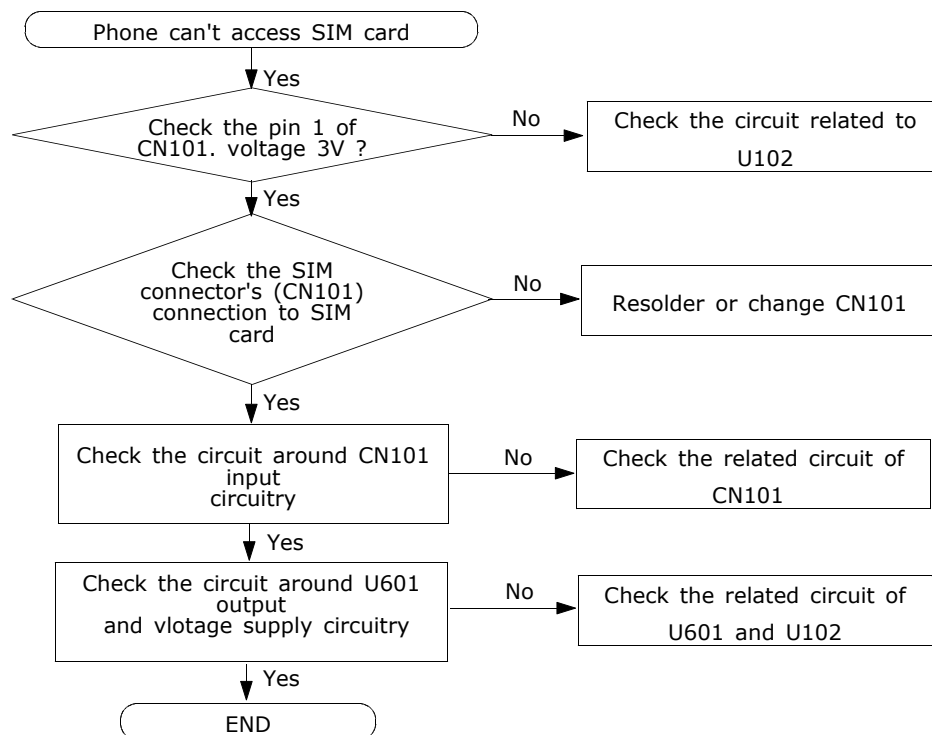 Phone can't access SIM card
Yes
Check the pin 1 of
CN101. voltage 3V ?
No
Check the circuit related to
U102
Yes
Check the SIM
connector's (CN101)
connection to SIM
card
No
Resolder or change CN101
Yes
Check the circuit around CN101
input
circuitry
No
Check the related circuit of
CN101
Yes
Check the circuit around U601
output
and vlotage supply circuitry
No
Check the related circuit of
U601 and U102
Yes
END